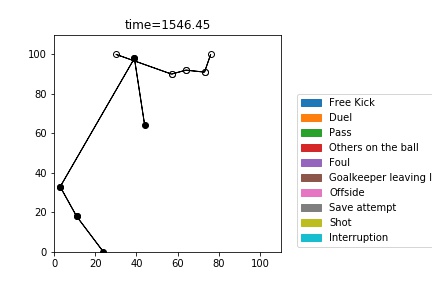 time=1546.45
100
80
60
40
20
0
0 20 40 60 80 100
Free Kick
Duel
Pass
Others on the ball
Foul
Goalkeeper leaving l
Offside
Save attempt
Shot
Interruption